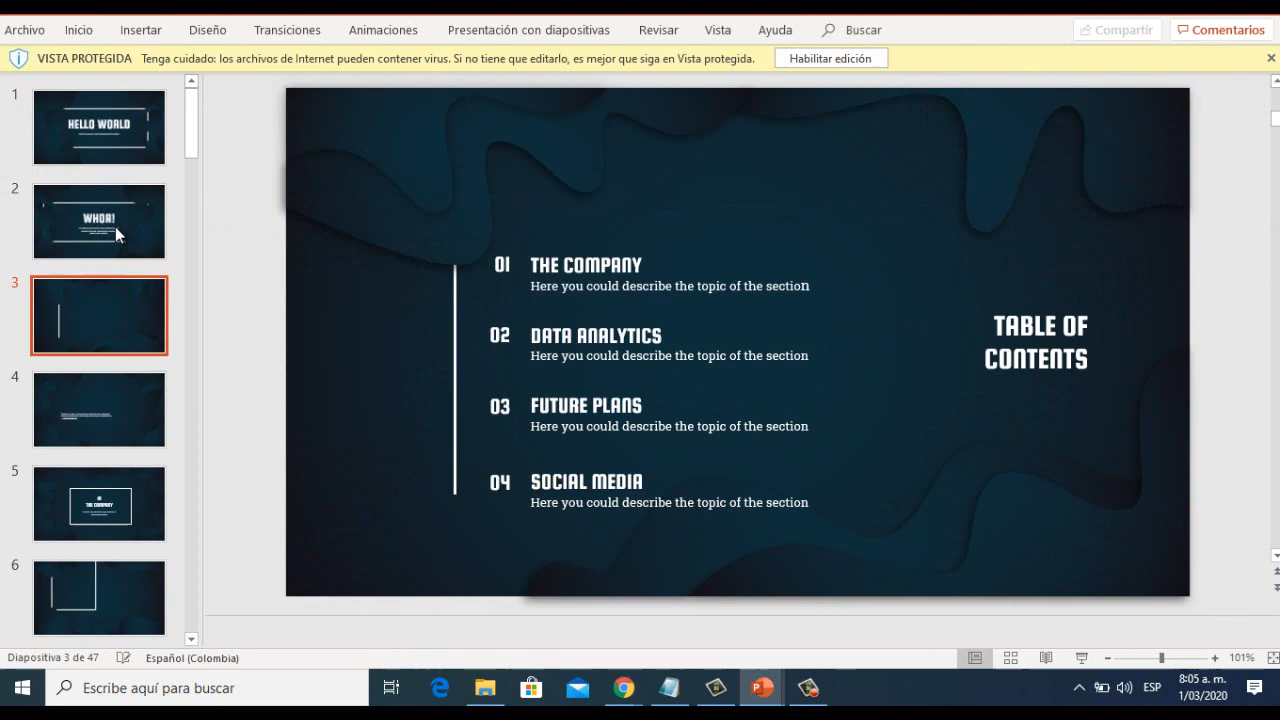 Archivo Inicio Insertar Diseño Transiciones Animaciones Presentación con diapositivas Revisar Vista Ayuda Buscar Compartir Comentarios
VISTA PROTEGIDA Tenga cuidado: los archivos de Internet pueden contener virus. Si no tiene que editarlo, es mejor que siga en Vista protegida. Habilitar edición
1
HELLO WORLD
2
WHOA!
3
4
5
THE COMPANY
6
01 THE COMPANY
Here you could describe the topic of the section
02 DATA ANALYTICS
Here you could describe the topic of the section
03 FUTURE PLANS
Here you could describe the topic of the section
04 SOCIAL MEDIA
Here you could describe the topic of the section
TABLE OF
CONTENTS
Diapositiva 3 de 47 Español (Colombia) 101%
Escribe aquí para buscar
ESP
8:05 a. m.
1/03/2020